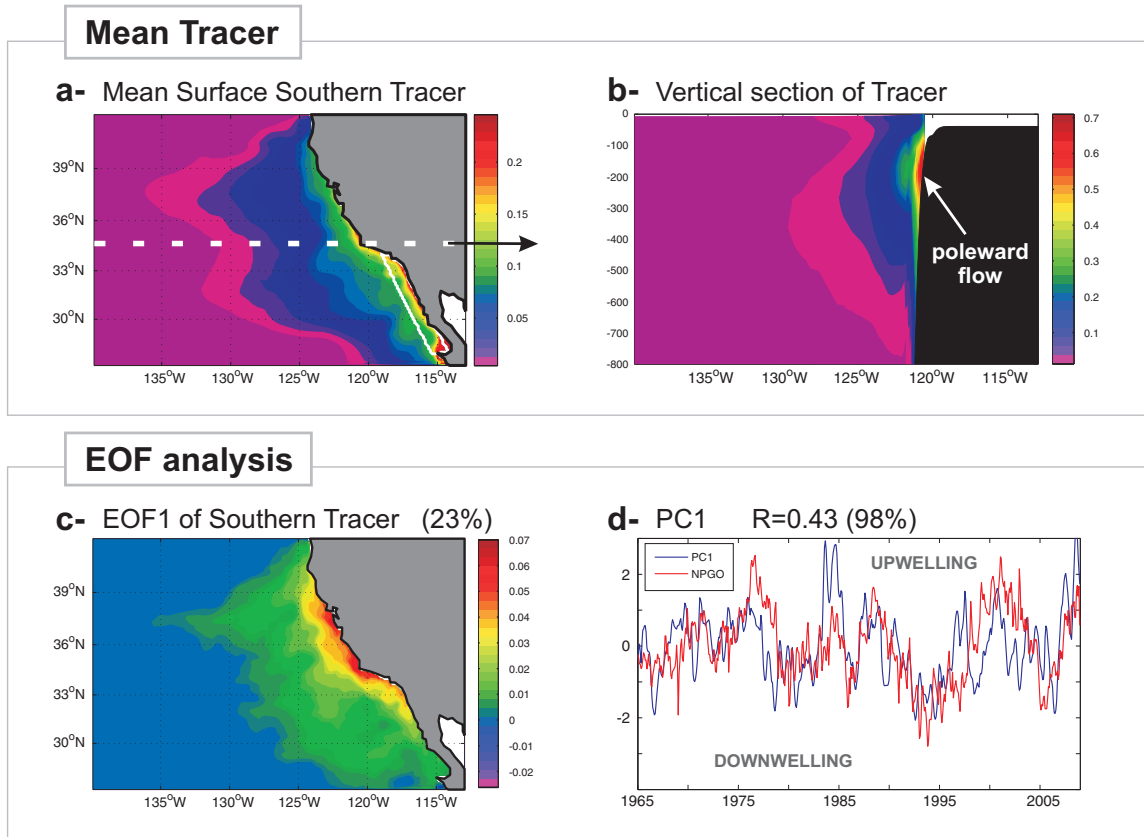 Mean Tracer
a- Mean Surface Southern Tracer
39°N
36°N
33°N
30°N
135°W 130°W 125°W 120°W 115°W
0.2
0.15
0.1
0.05
b- Vertical section of Tracer
0
-100
-200
-300
-400
-500
-600
-700
-800
135°W 130°W 125°W 120°W 115°W
poleward
flow
0.7
0.6
0.5
0.4
0.3
0.2
0.1
EOF analysis
c- EOF1 of Southern Tracer (23%)
39°N
36°N
33°N
30°N
135°W 130°W 125°W 120°W 115°W
0.07
0.06
0.05
0.04
0.03
0.02
0.01
0
-0.01
-0.02
d- PC1 R=0.43 (98%)
PC1
NPGO
UPWELLING
DOWNWELLING
2
0
-2
1965 1975 1985 1995 2005